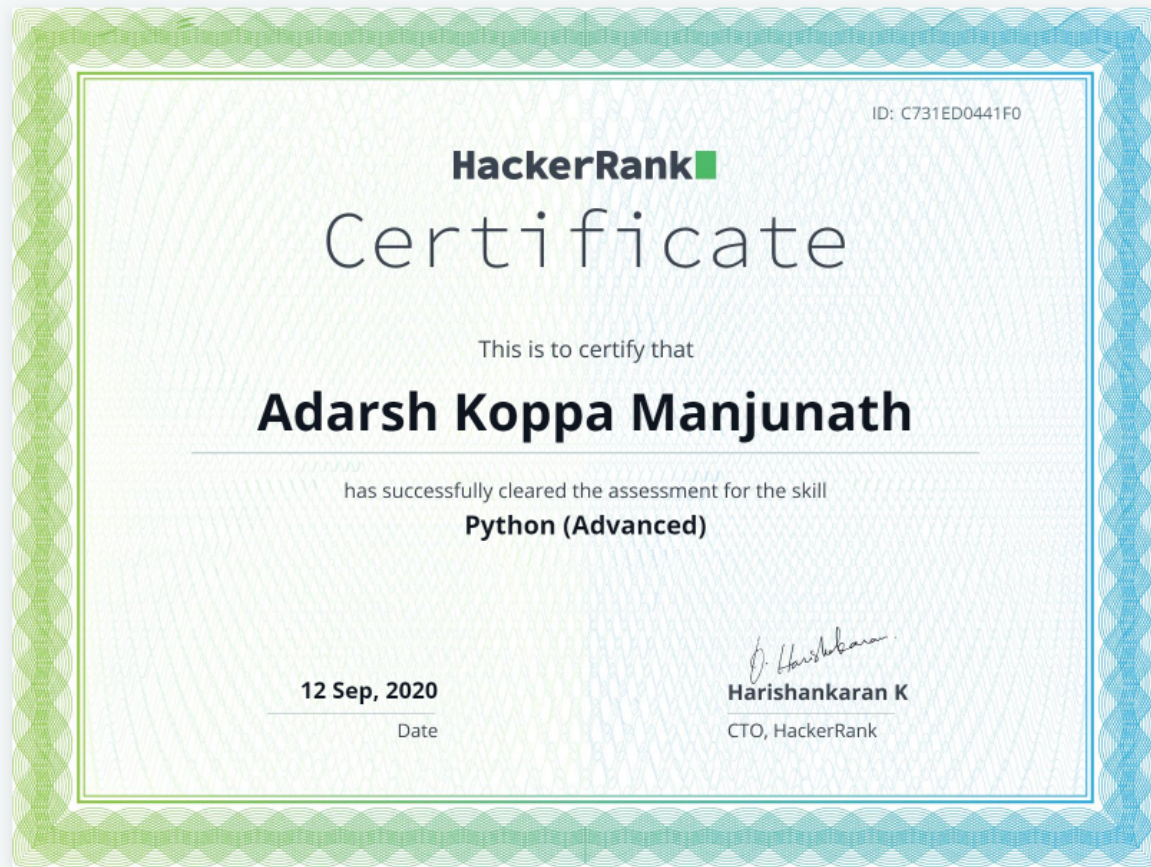 ID: C731ED0441F0
HackerRank
Certificate
This is to certify that
Adarsh Koppa Manjunath
has successfully cleared the assessment for the skill
Python (Advanced)
12 Sep, 2020
Date
Harishankaran K
CTO, HackerRank